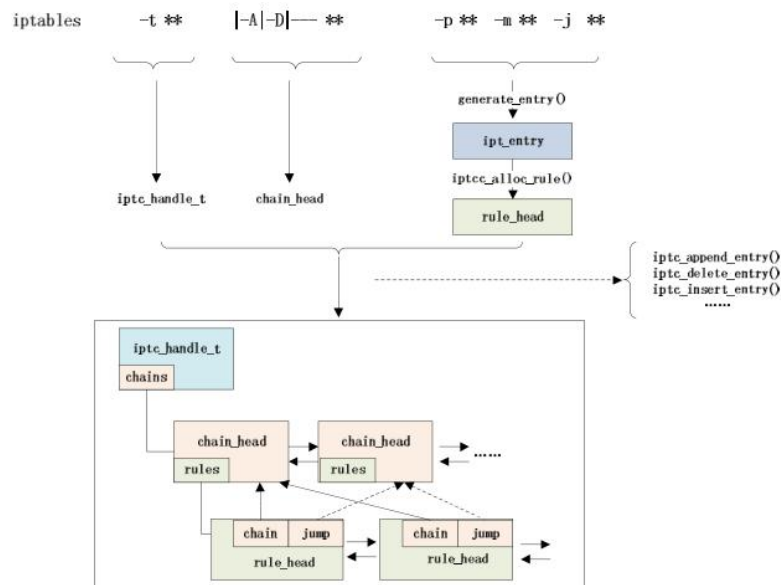 iptables -t ** |-A|-D|--- ** -p ** -m ** -j **
generate_entry()
ipt_entry
iptcc_alloc_rule()
iptc_handle_t chain_head rule_head
iptc_append_entry()
iptc_delete_entry()
iptc_insert_entry()
......
iptc_handle_t
chains
chain_head chain_head
......
rules rules
chain jump chain jump
rule_head rule_head